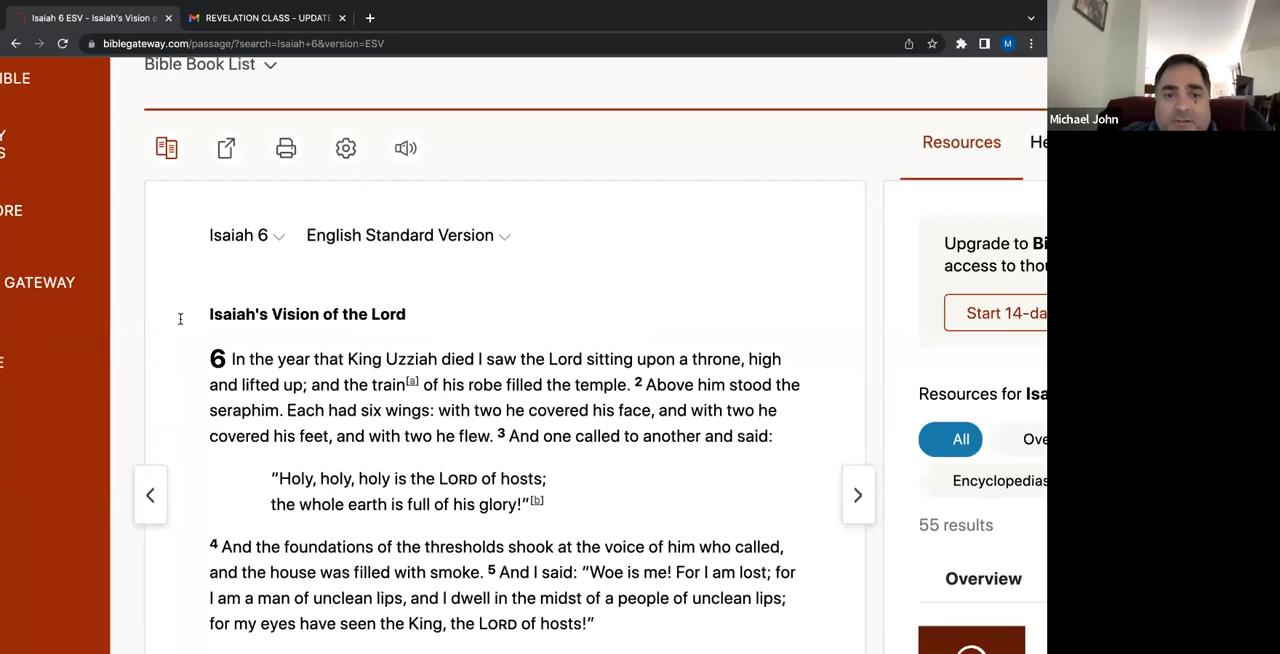 Isaiah 6 ESV - Isaiah's Vision o
REVELATION CLASS - UPDATE
biblegateway.com/passage/?search=Isaiah+6&version=ESV
M
Michael John
IBLE
Y
S
ORE
GATEWAY
E
Bible Book List
Resources
He
Isaiah 6 English Standard Version
Isaiah's Vision of the Lord
6 In the year that King Uzziah died I saw the Lord sitting upon a throne, high
and lifted up; and the train[a] of his robe filled the temple. 2 Above him stood the
seraphim. Each had six wings: with two he covered his face, and with two he
covered his feet, and with two he flew. 3 And one called to another and said:
“Holy, holy, holy is the LORD of hosts;
the whole earth is full of his glory!”[b]
4 And the foundations of the thresholds shook at the voice of him who called,
and the house was filled with smoke. 5 And I said: “Woe is me! For I am lost; for
I am a man of unclean lips, and I dwell in the midst of a people of unclean lips;
for my eyes have seen the King, the LORD of hosts!”
Upgrade to Bi
access to thou
Start 14-da
Resources for Isa
All
Ove
Encyclopedias
55 results
Overview